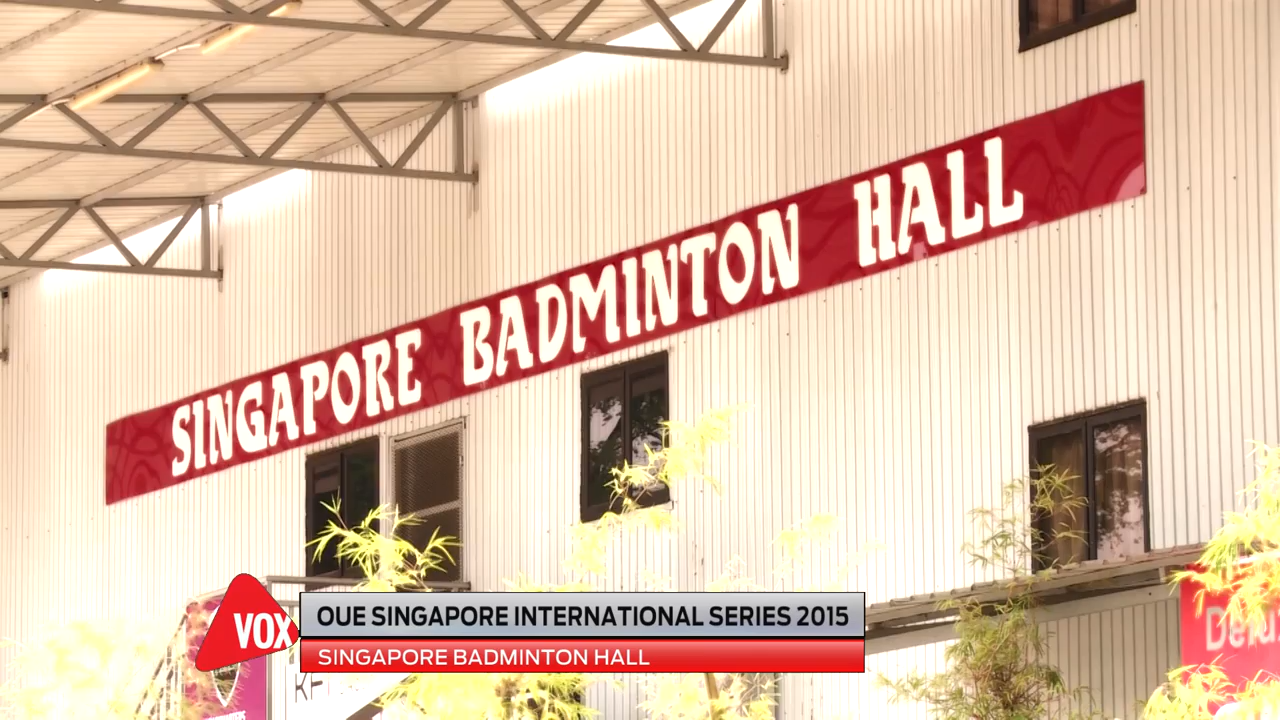 SINGAPORE BADMINTON HALL
VOX
OUE SINGAPORE INTERNATIONAL SERIES 2015
SINGAPORE BADMINTON HALL